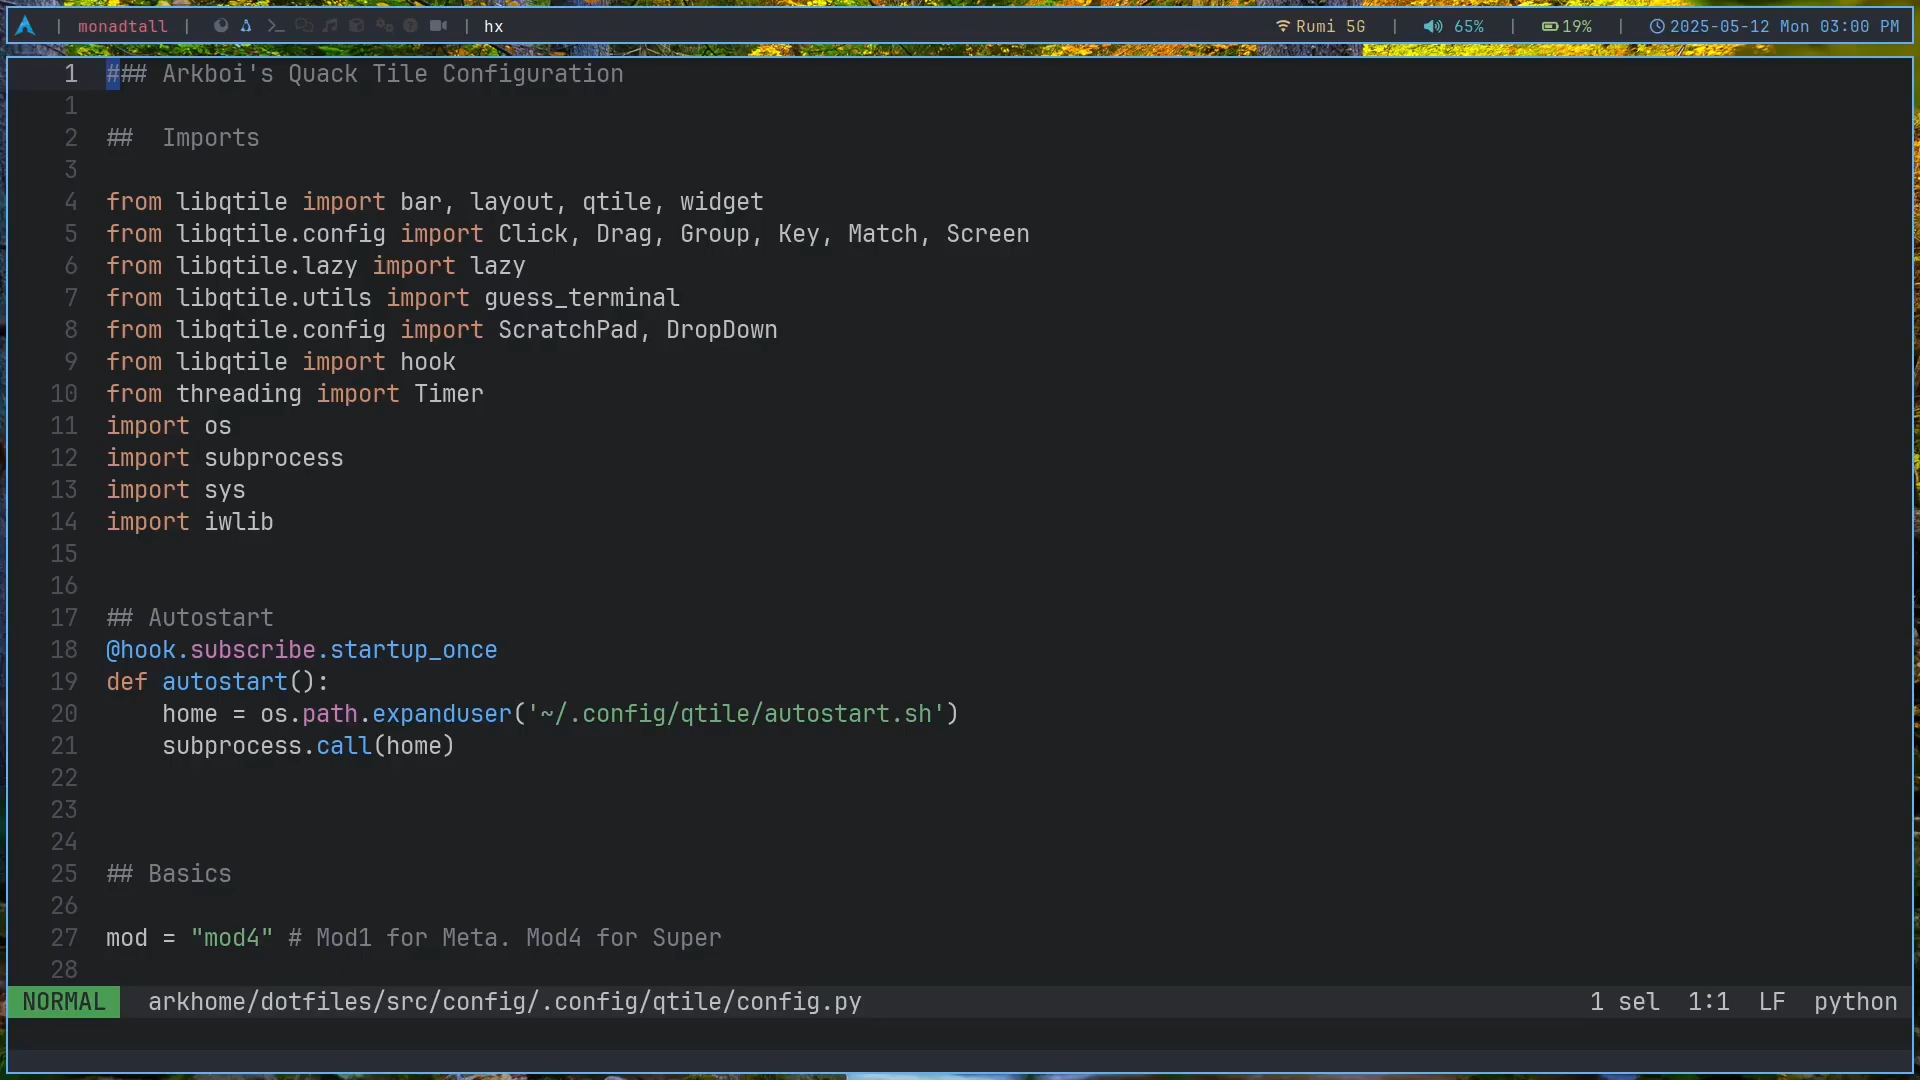 | monadtall | | hx Rumi 5G | 65% | 19% | 2025-05-12 Mon 03:00 PM
1 ### Arkboi's Quack Tile Configuration
1
2 ##  Imports
3
4 from libqtile import bar, layout, qtile, widget
5 from libqtile.config import Click, Drag, Group, Key, Match, Screen
6 from libqtile.lazy import lazy
7 from libqtile.utils import guess_terminal
8 from libqtile.config import ScratchPad, DropDown
9 from libqtile import hook
10 from threading import Timer
11 import os
12 import subprocess
13 import sys
14 import iwlib
15
16
17 ## Autostart
18 @hook.subscribe.startup_once
19 def autostart():
20     home = os.path.expanduser('~/.config/qtile/autostart.sh')
21     subprocess.call(home)
22
23
24
25 ## Basics
26
27 mod = "mod4" # Mod1 for Meta. Mod4 for Super
28
NORMAL arkhome/dotfiles/src/config/.config/qtile/config.py 1 sel 1:1 LF python